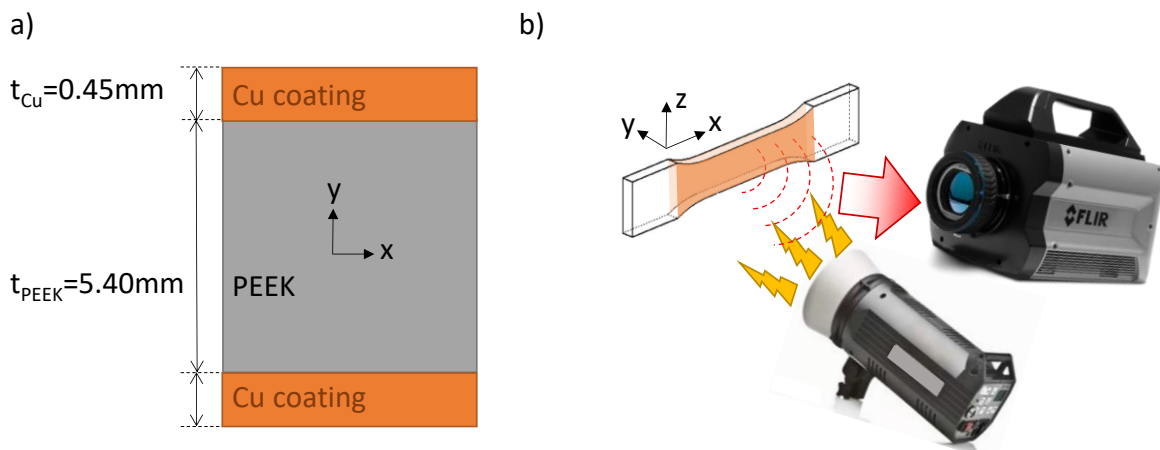 a)
t_Cu=0.45mm
Cu coating
y
x
t_PEEK=5.40mm
PEEK
Cu coating
b)
z
y
x
FLIR